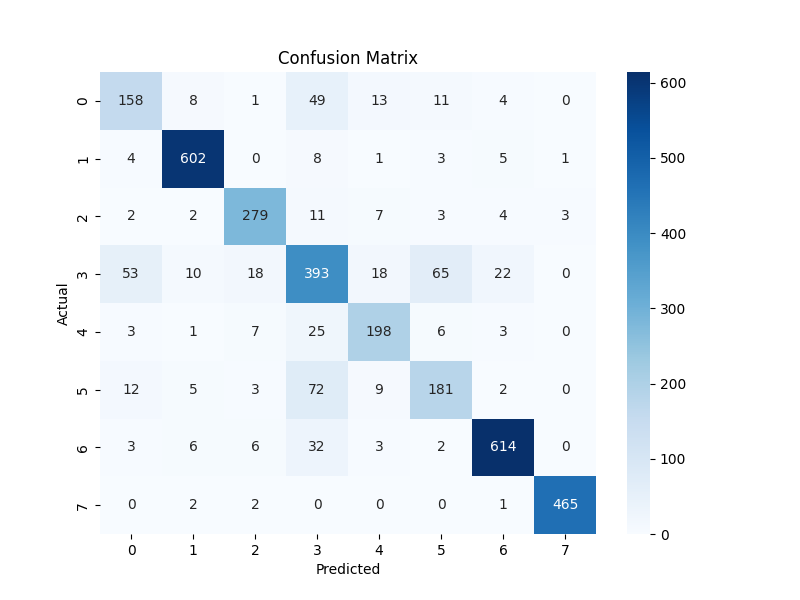 Confusion Matrix
Actual
0 158 8 1 49 13 11 4 0
1 4 602 0 8 1 3 5 1
2 2 2 279 11 7 3 4 3
3 53 10 18 393 18 65 22 0
4 3 1 7 25 198 6 3 0
5 12 5 3 72 9 181 2 0
6 3 6 6 32 3 2 614 0
7 0 2 2 0 0 0 1 465
0 1 2 3 4 5 6 7
Predicted
600
500
400
300
200
100
0